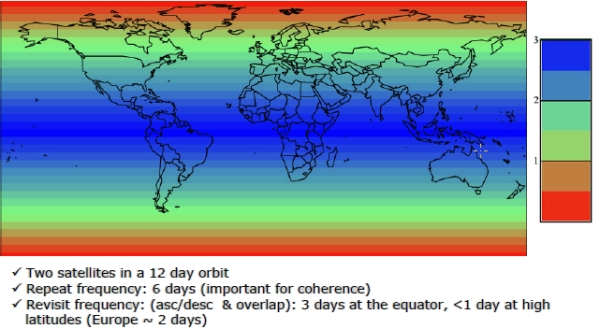 3
2
1
✓ Two satellites in a 12 day orbit
✓ Repeat frequency: 6 days (important for coherence)
✓ Revisit frequency: (asc/desc & overlap): 3 days at the equator, <1 day at high
latitudes (Europe ~ 2 days)